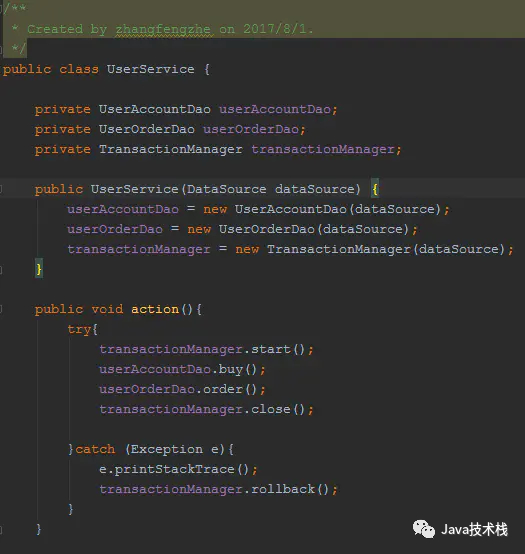 /**
 * Created by zhangfengzhe on 2017/8/1.
 */
public class UserService {

    private UserAccountDao userAccountDao;
    private UserOrderDao userOrderDao;
    private TransactionManager transactionManager;

    public UserService(DataSource dataSource) {
        userAccountDao = new UserAccountDao(dataSource);
        userOrderDao = new UserOrderDao(dataSource);
        transactionManager = new TransactionManager(dataSource);
    }

    public void action(){
        try{
            transactionManager.start();
            userAccountDao.buy();
            userOrderDao.order();
            transactionManager.close();

        }catch (Exception e){
            e.printStackTrace();
            transactionManager.rollback();
        }
    }
Java技术栈